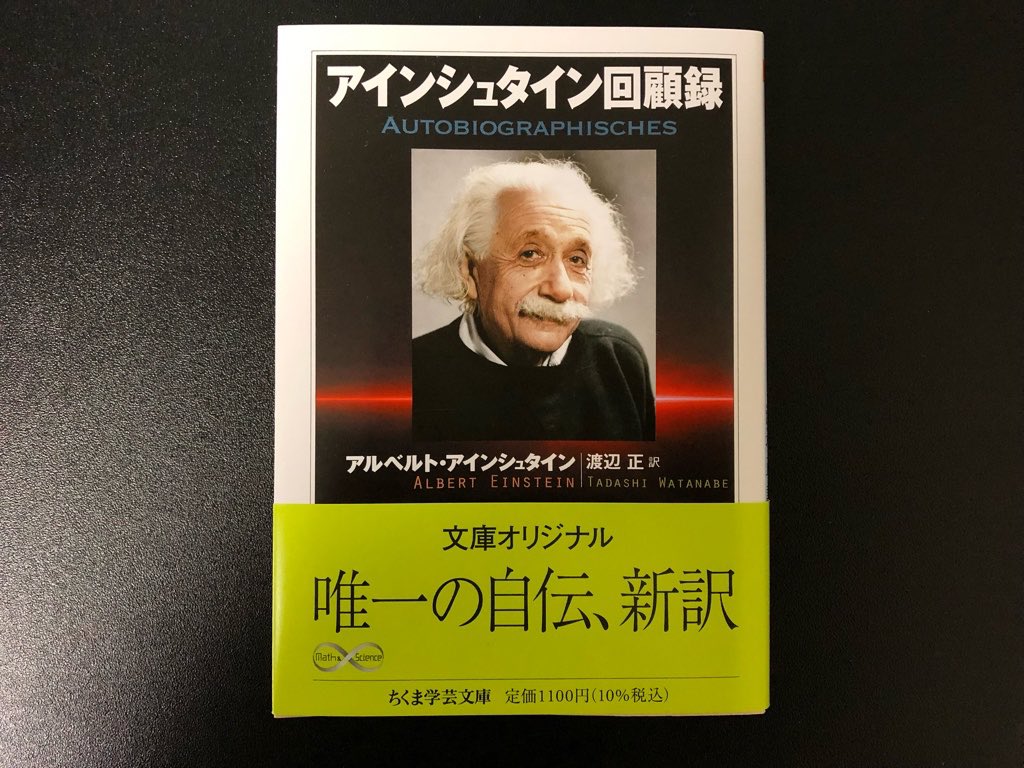 アインシュタイン回顧録
AUTOBIOGRAPHISCHES
アルベルト・アインシュタイン 渡辺 正 訳
ALBERT EINSTEIN TADASHI WATANABE
文庫オリジナル
唯一の自伝、新訳
Math & Science
ちくま学芸文庫 定価1100円(10%税込)